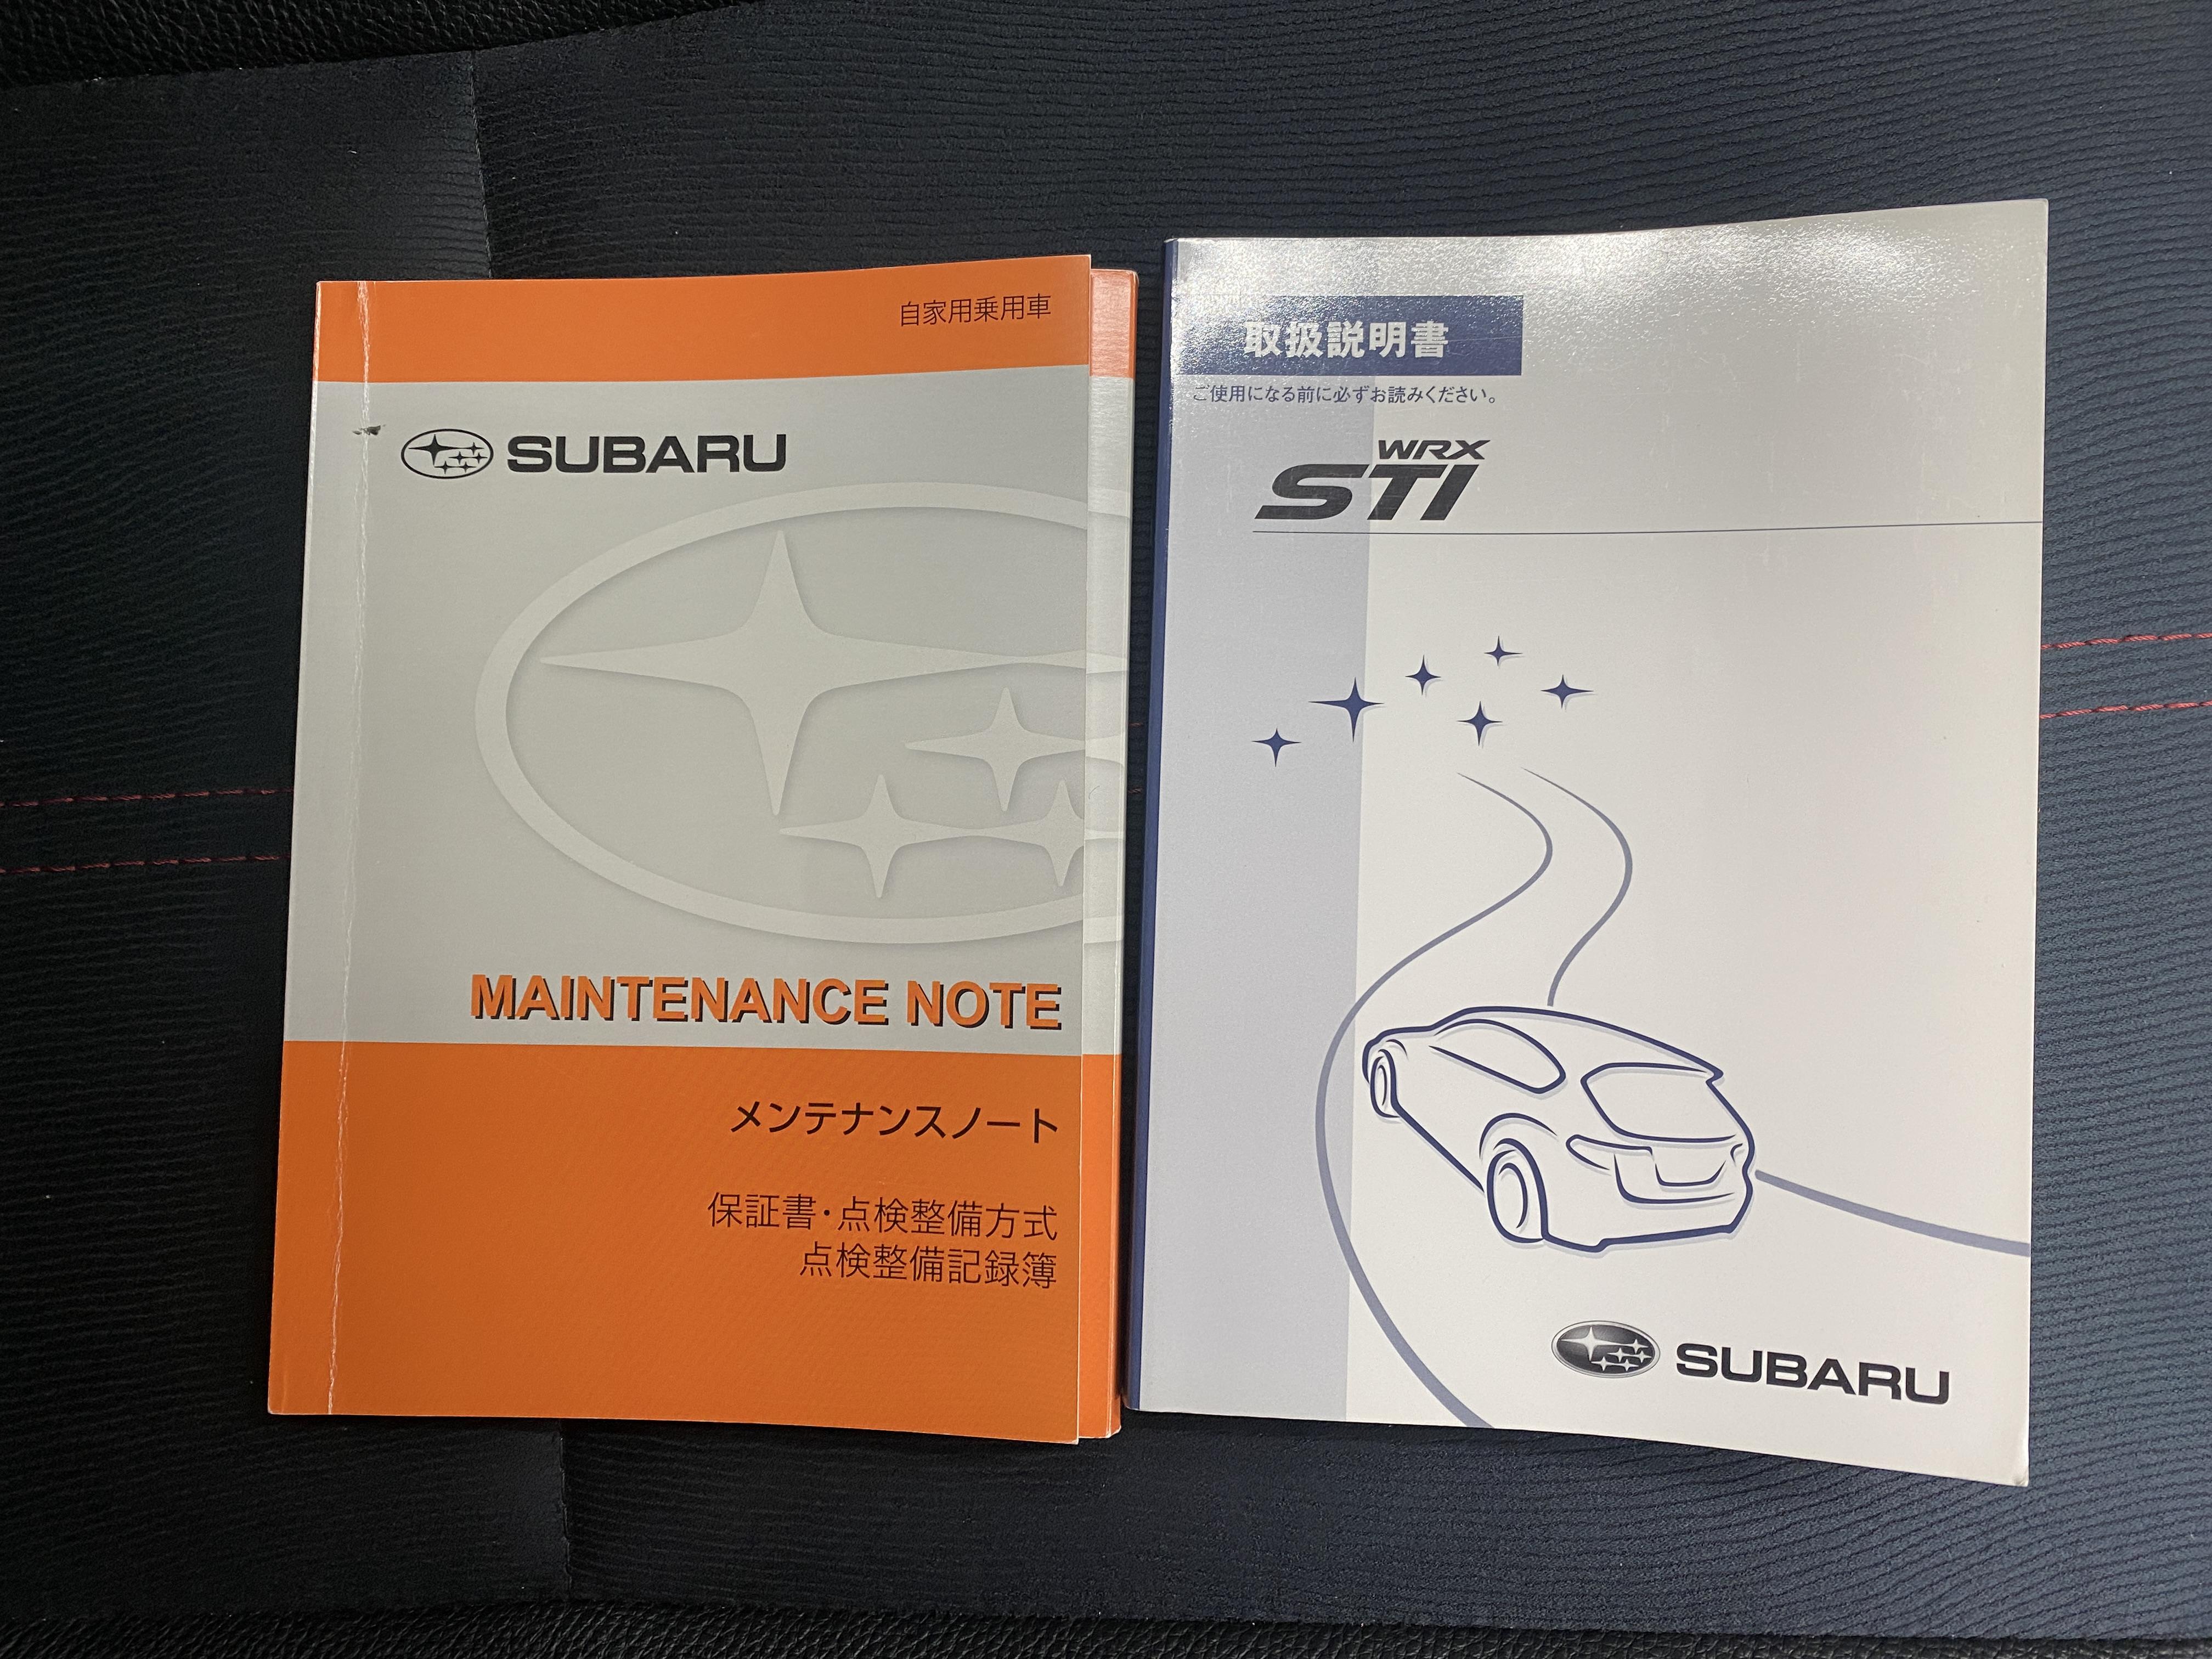 自家用乗用車
SUBARU
MAINTENANCE NOTE
メンテナンスノート
保証書・点検整備方式
点検整備記録簿
取扱説明書
ご使用になる前に必ずお読みください。
WRX
STI
SUBARU